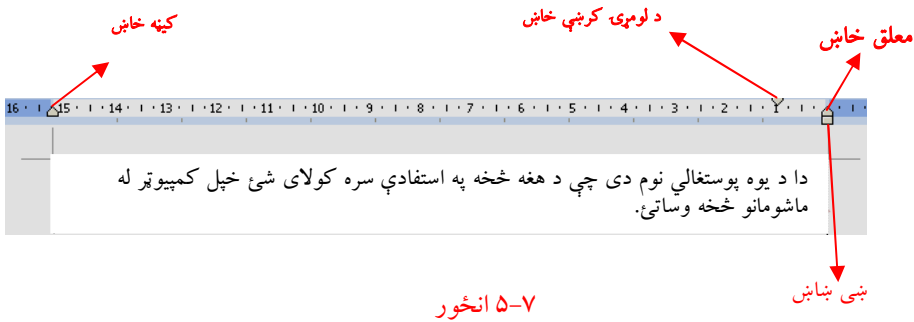 معلق خاښ
د لومړۍ کرښې خاښ
کيڼه خاښ
16 15 14 13 12 11 10 9 8 7 6 5 4 3 2 1
دا د يوه پوستغالي نوم دی چې د هغه څخه په استفادې سره کولای شئ خپل کمپيوټر له
ماشومانو څخه وساتئ.
ښی ښاښ
۷-۵ انځور